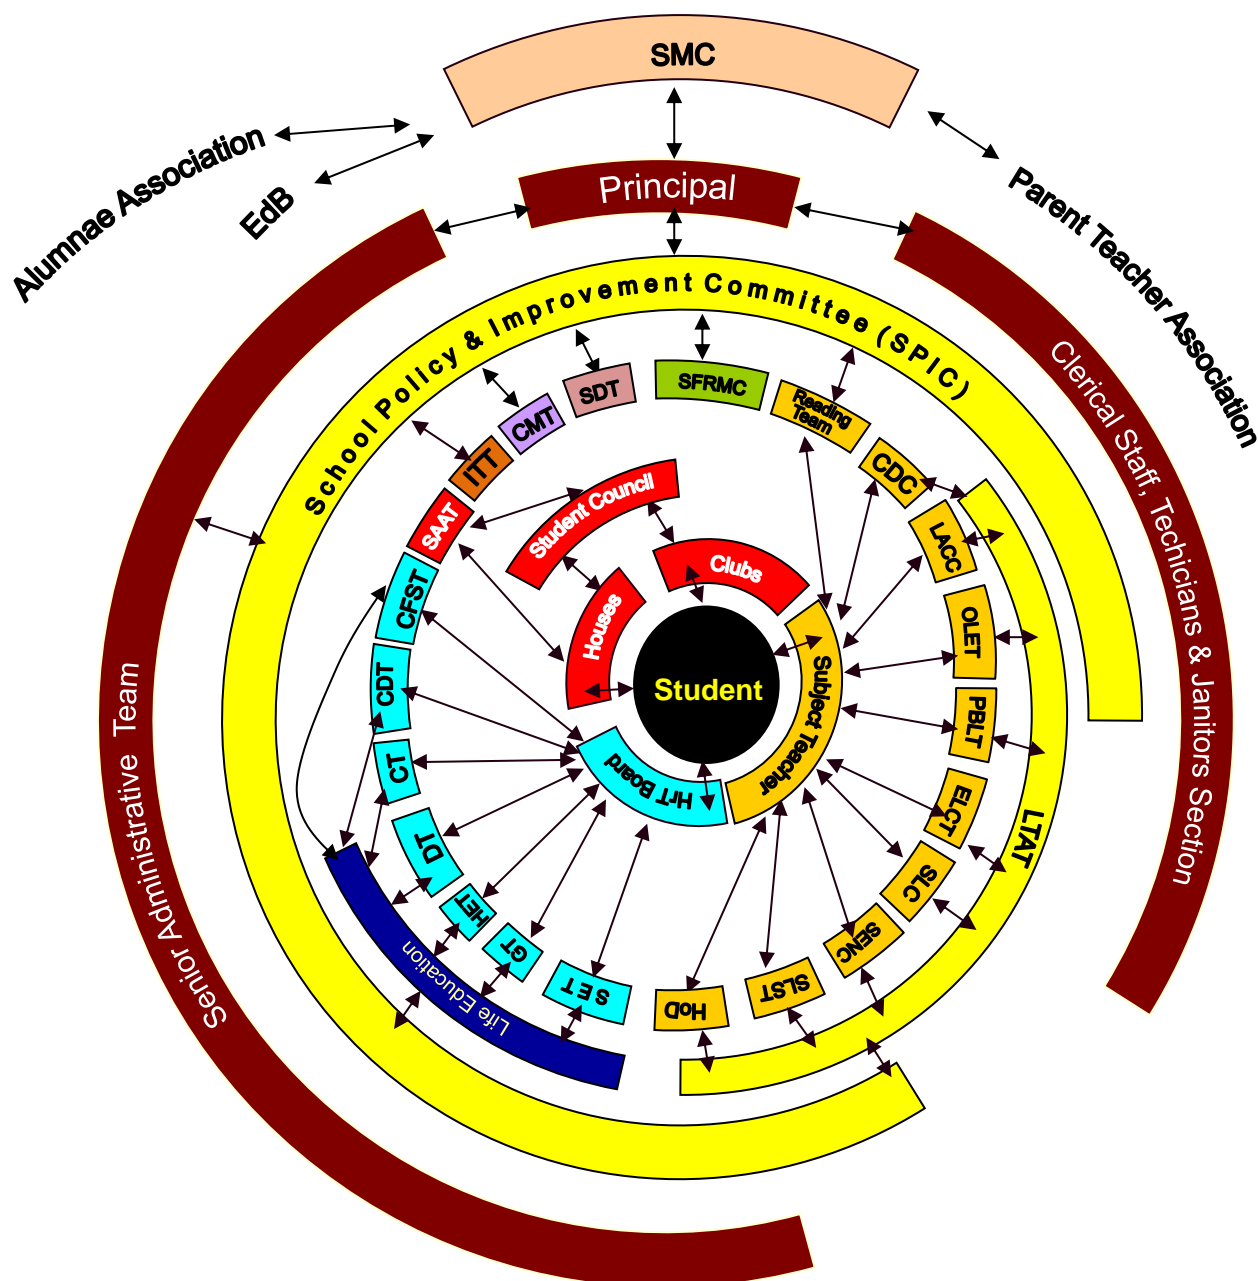 SMC
Alumnae Association
EdB
Principal
Parent Teacher Association
Senior Administrative Team
Clerical Staff, Techicians & Janitors Section
School Policy & Improvement Committee (SPIC)
SFRMC
SDT
CMT
ITT
SAAT
CFST
CDT
CT
DT
HET
GT
SET
Life Education
Reading
Team
CDC
LACC
OLET
PBLT
ELCT
SLC
SENC
SLST
HoD
LTAT
Student Council
Clubs
Houses
Student
Subject Teacher
HrT Board